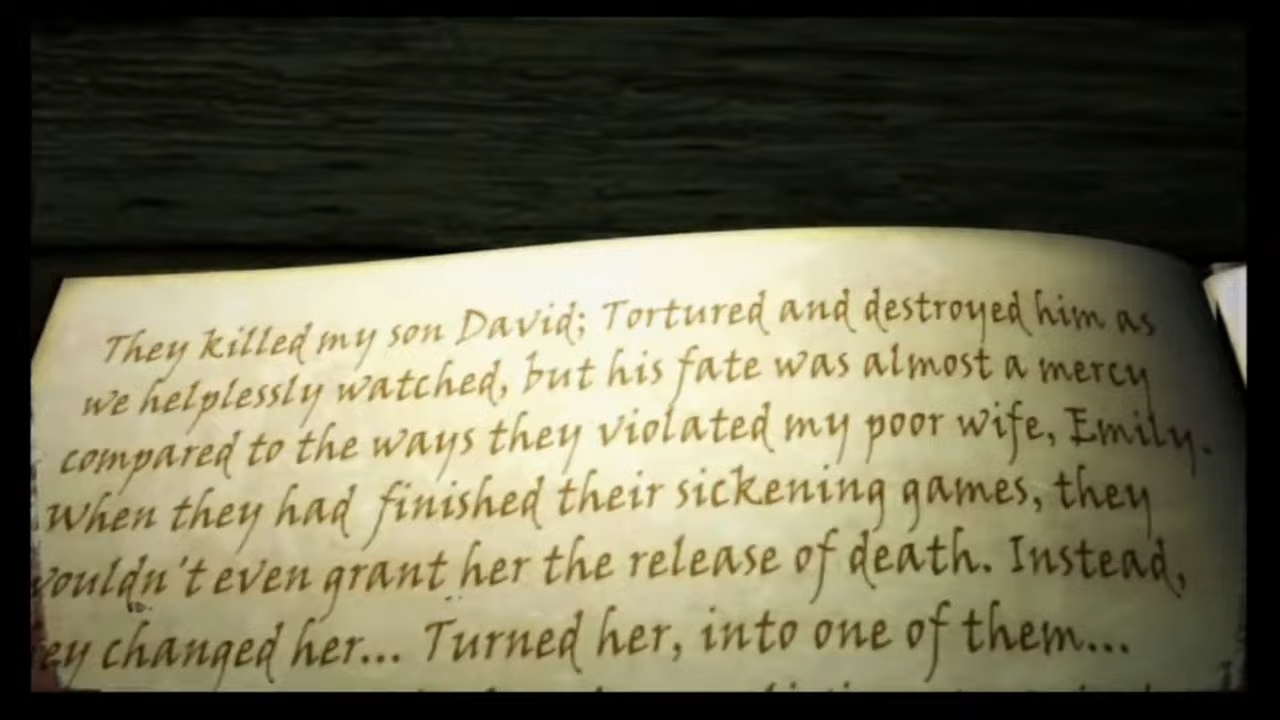 They killed my son David; Tortured and destroyed him as
we helplessly watched, but his fate was almost a mercy
compared to the ways they violated my poor wife, Emily.
When they had finished their sickening games, they
wouldn't even grant her the release of death. Instead,
ey changed her... Turned her, into one of them...